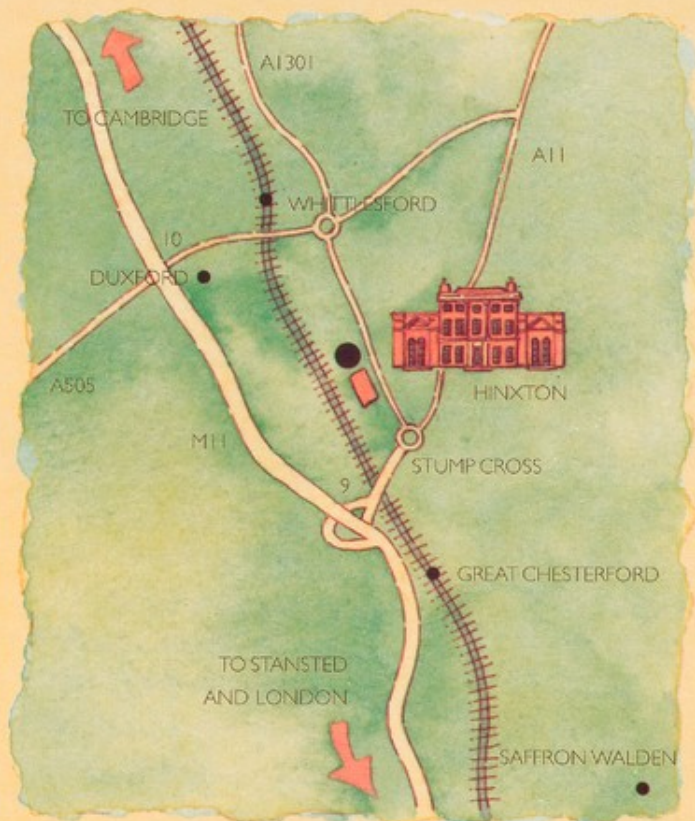 A1301
TO CAMBRIDGE
A11
WHITTLESFORD
10
DUXFORD
A505
HINXTON
M11
STUMP CROSS
9
GREAT CHESTERFORD
TO STANSTED
AND LONDON
SAFFRON WALDEN